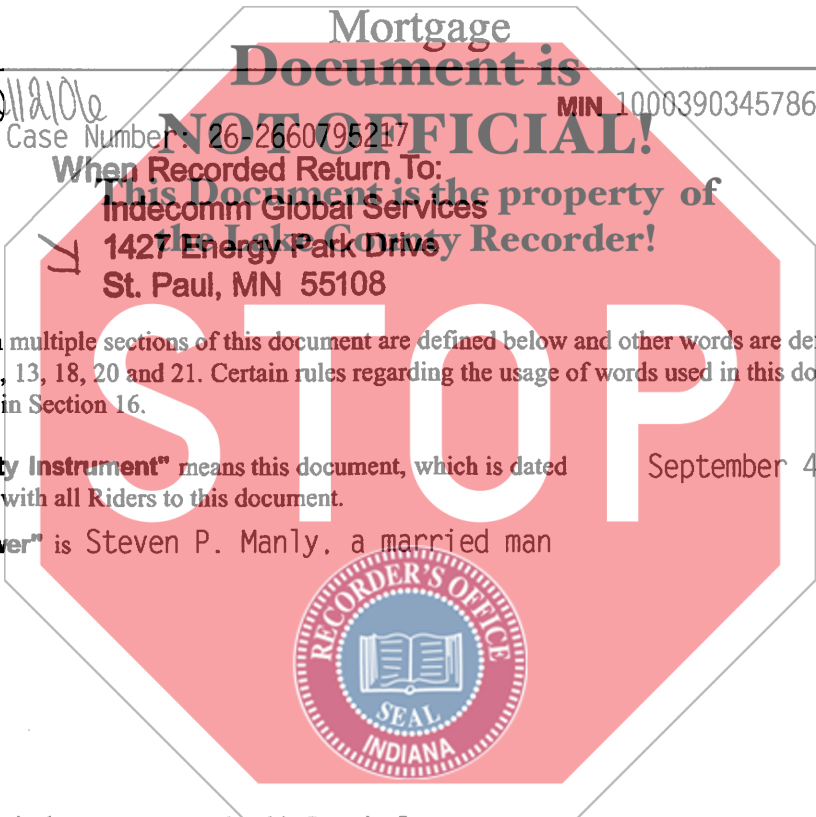 Mortgage
Document is
NOT OFFICIAL!
This Document is the property of
the Lake County Recorder!
MIN 1000390345786
Case Number: 26-2660795217
When Recorded Return To:
Indecomm Global Services
1427 Energy Park Drive
St. Paul, MN 55108
multiple sections of this document are defined below and other words are de
, 13, 18, 20 and 21. Certain rules regarding the usage of words used in this do
in Section 16.
STOP
y Instrument" means this document, which is dated September 4
with all Riders to this document.
er" is Steven P. Manly, a married man
RECORDER'S OFFICE
SEAL
INDIANA